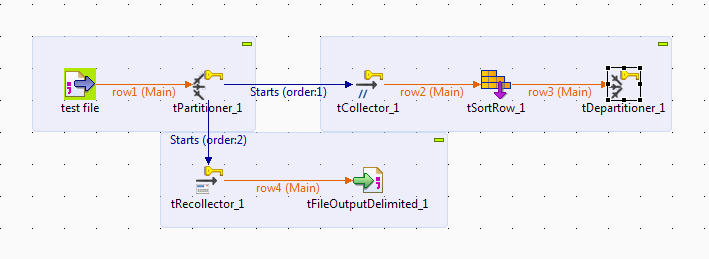 row1 (Main)
Starts (order:1)
row2 (Main)
row3 (Main)
test file
tPartitioner_1
tCollector_1
tSortRow_1
tDepartitioner_1
Starts (order:2)
row4 (Main)
tRecollector_1
tFileOutputDelimited_1